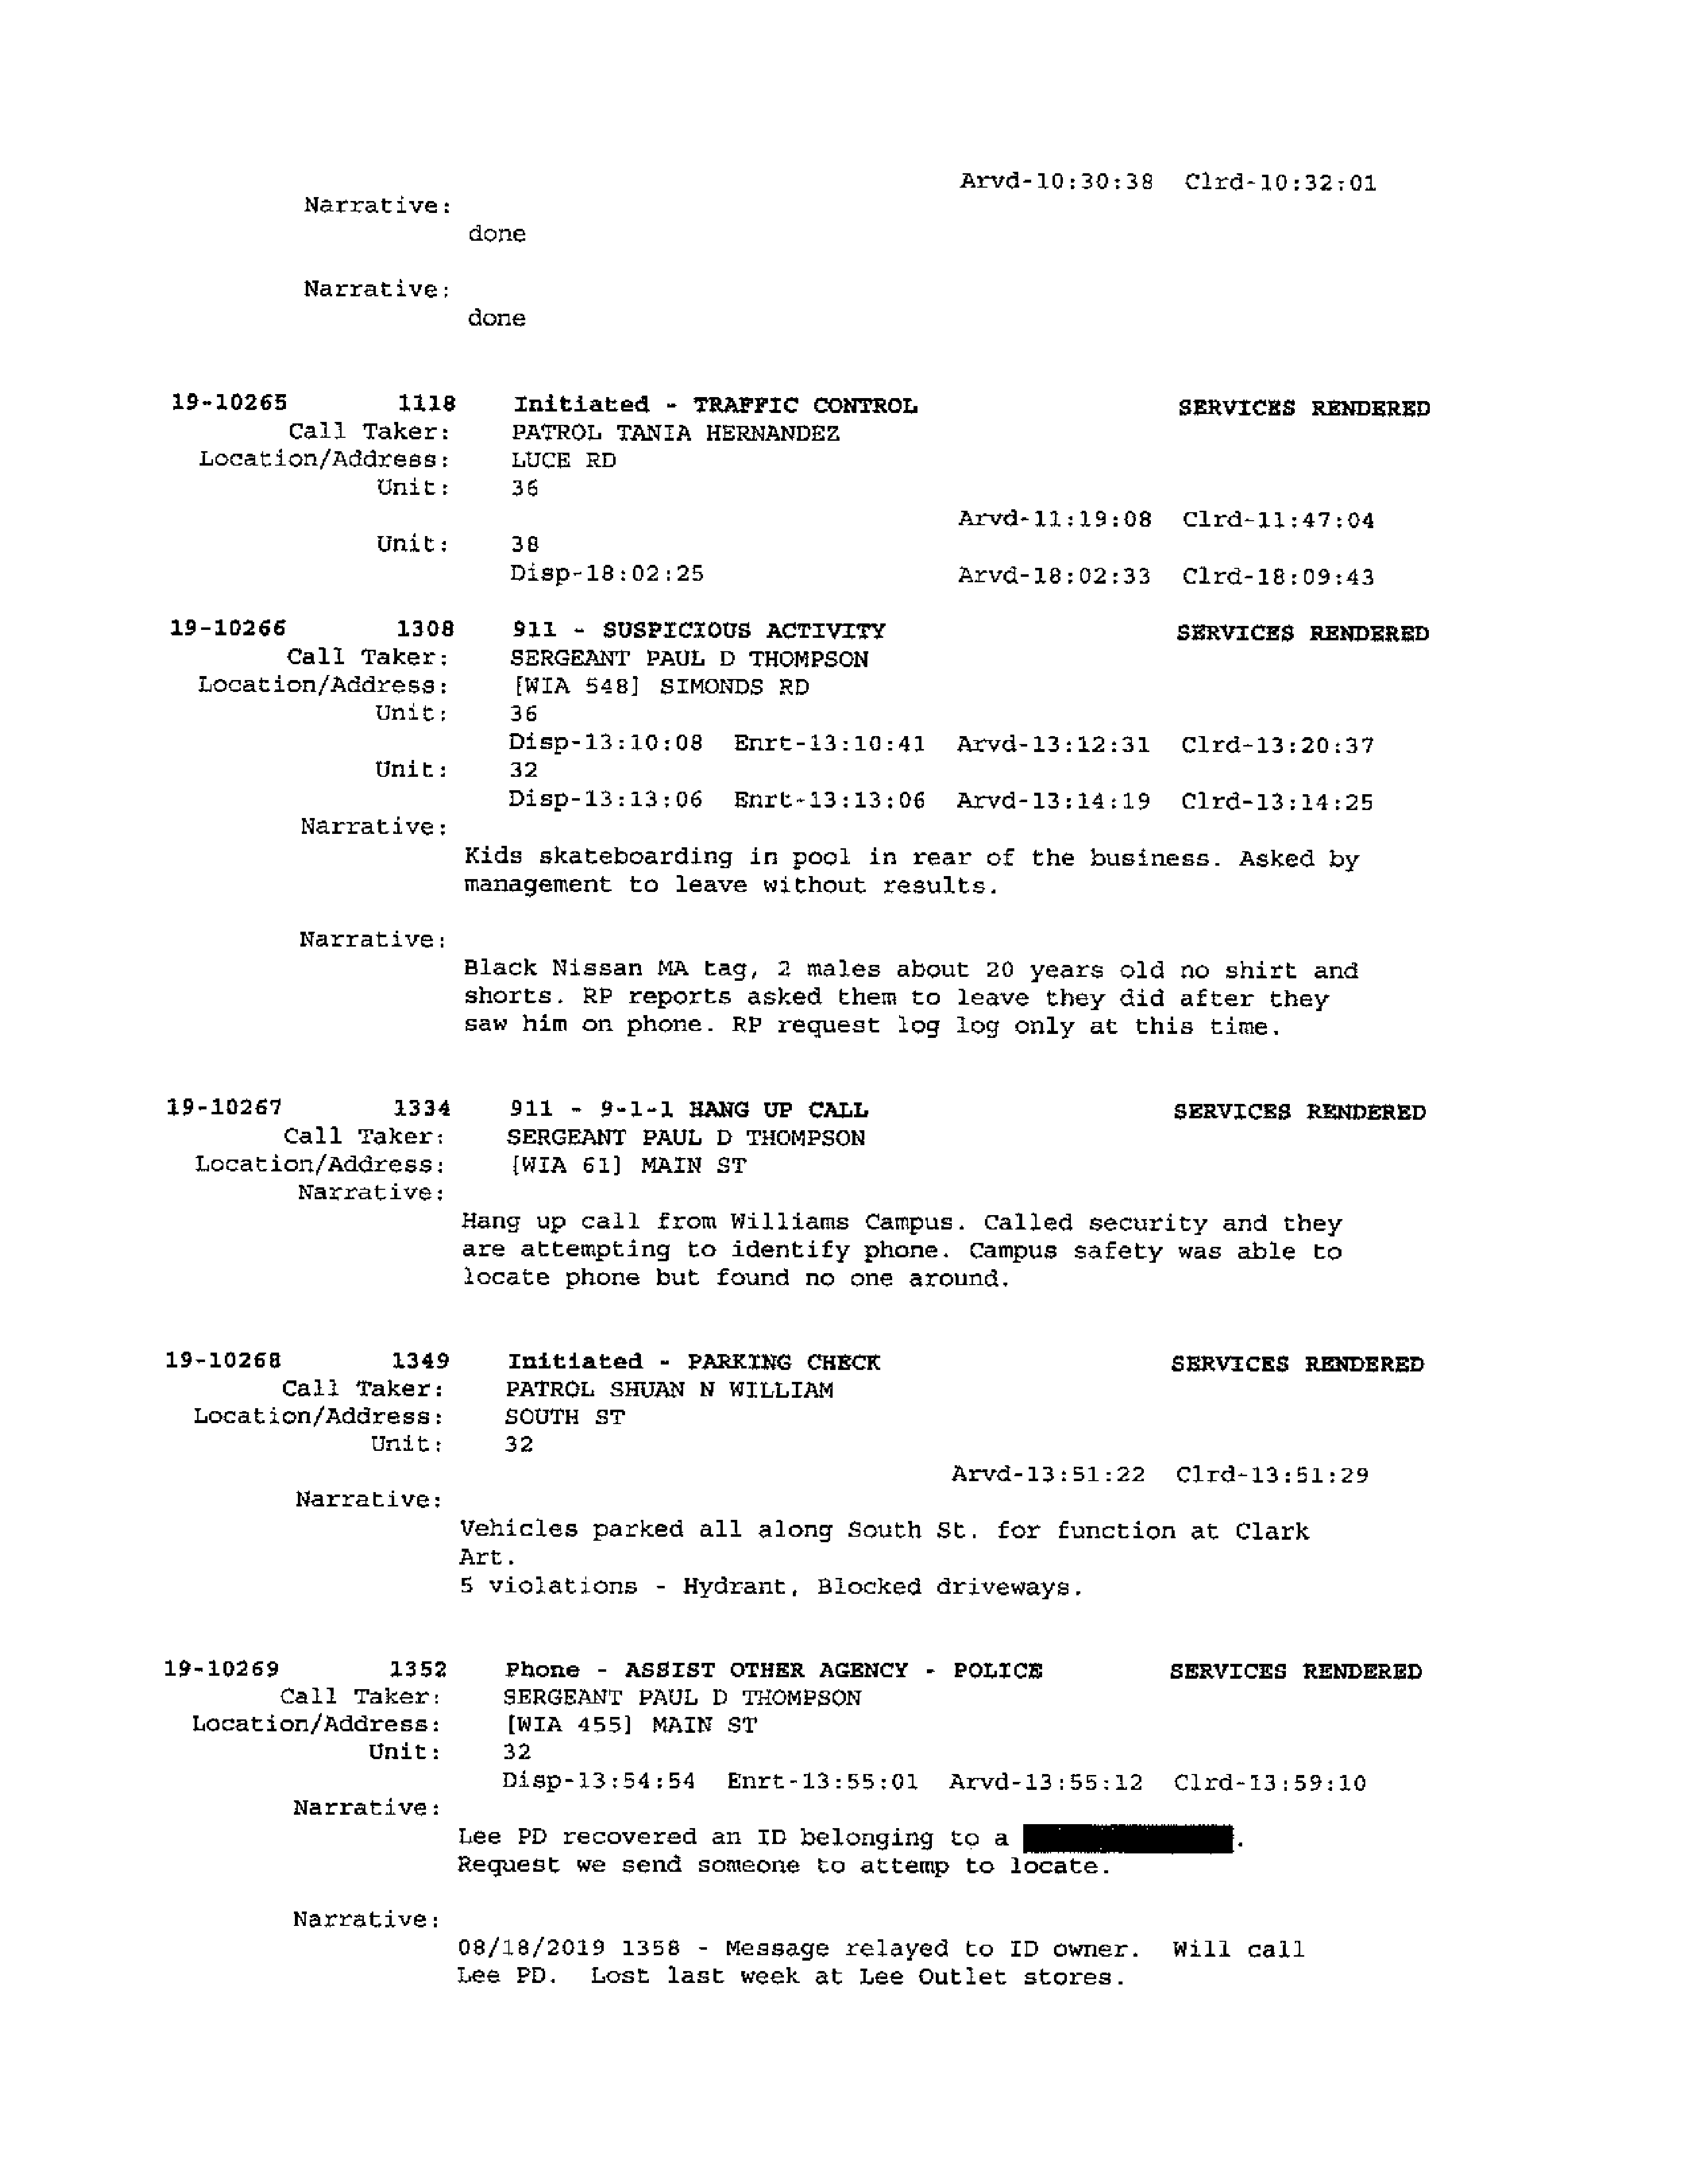 Arvd-10:30:38 Clrd-10:32:01
Narrative:
done
Narrative:
done
19-10265 1118 Initiated - TRAFFIC CONTROL SERVICES RENDERED
Call Taker: PATROL TANIA HERNANDEZ
Location/Address: LUCE RD
Unit: 36
Arvd-11:19:08 Clrd-11:47:04
Unit: 38
Disp-18:02:25 Arvd-18:02:33 Clrd-18:09:43
19-10266 1308 911 - SUSPICIOUS ACTIVITY SERVICES RENDERED
Call Taker: SERGEANT PAUL D THOMPSON
Location/Address: [WIA 548] SIMONDS RD
Unit: 36
Disp-13:10:08 Enrt-13:10:41 Arvd-13:12:31 Clrd-13:20:37
Unit: 32
Disp-13:13:06 Enrt-13:13:06 Arvd-13:14:19 Clrd-13:14:25
Narrative:
Kids skateboarding in pool in rear of the business. Asked by
management to leave without results.
Narrative:
Black Nissan MA tag, 2 males about 20 years old no shirt and
shorts. RP reports asked them to leave they did after they
saw him on phone. RP request log log only at this time.
19-10267 1334 911 - 9-1-1 HANG UP CALL SERVICES RENDERED
Call Taker: SERGEANT PAUL D THOMPSON
Location/Address: [WIA 61] MAIN ST
Narrative:
Hang up call from Williams Campus. Called security and they
are attempting to identify phone. Campus safety was able to
locate phone but found no one around.
19-10268 1349 Initiated - PARKING CHECK SERVICES RENDERED
Call Taker: PATROL SHUAN N WILLIAM
Location/Address: SOUTH ST
Unit: 32
Arvd-13:51:22 Clrd-13:51:29
Narrative:
Vehicles parked all along South St. for function at Clark
Art.
5 violations - Hydrant, Blocked driveways.
19-10269 1352 Phone - ASSIST OTHER AGENCY - POLICE SERVICES RENDERED
Call Taker: SERGEANT PAUL D THOMPSON
Location/Address: [WIA 455] MAIN ST
Unit: 32
Disp-13:54:54 Enrt-13:55:01 Arvd-13:55:12 Clrd-13:59:10
Narrative:
Lee PD recovered an ID belonging to a .
Request we send someone to attemp to locate.
Narrative:
08/18/2019 1358 - Message relayed to ID owner. Will call
Lee PD. Lost last week at Lee Outlet stores.